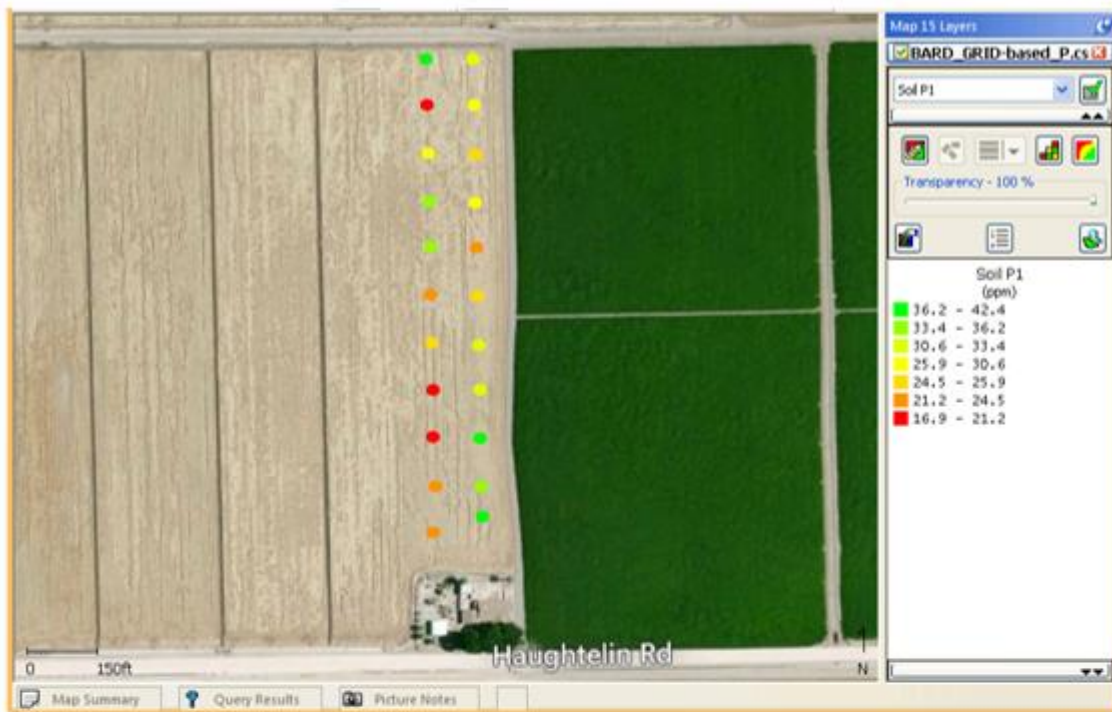 Map 15 Layers
BARD_GRID-based_P.cs
Soil P1
Transparency - 100 %
Soil P1
(ppm)
36.2 - 42.4
33.4 - 36.2
30.6 - 33.4
25.9 - 30.6
24.5 - 25.9
21.2 - 24.5
16.9 - 21.2
Haughtelin Rd
0 150ft
N
Map Summary
Query Results
Picture Notes